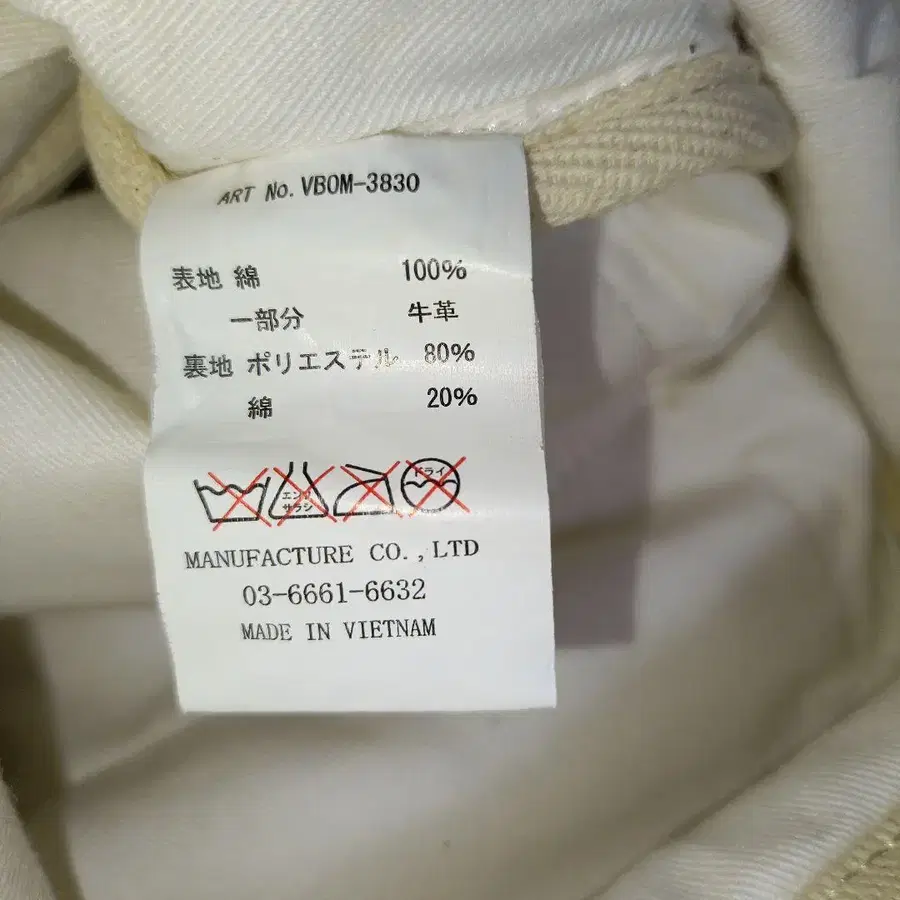 ART No. VBOM-3830
表地 綿 100%
一部分 牛革
裏地 ポリエステル 80%
綿 20%
エンソ サラシ ドライ
MANUFACTURE CO.,LTD
03-6661-6632
MADE IN VIETNAM